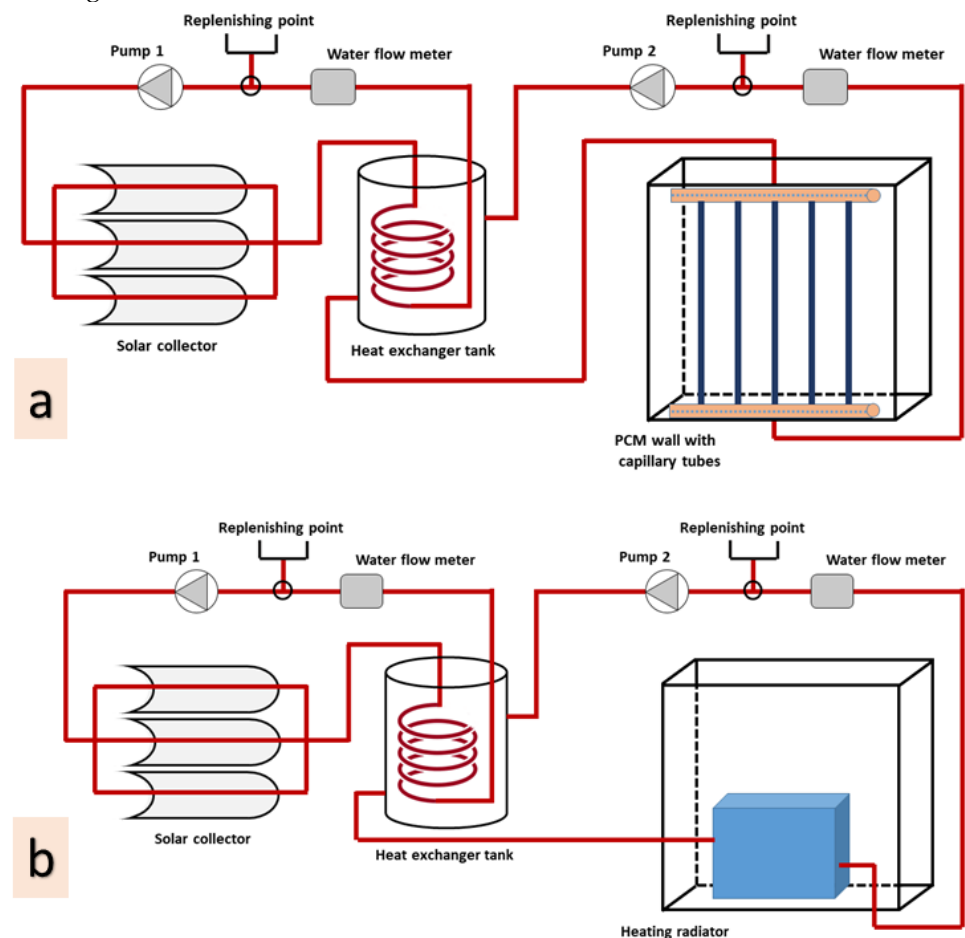 Replenishing point
Pump 1
Water flow meter
Replenishing point
Pump 2
Water flow meter
Solar collector
Heat exchanger tank
a
PCM wall with
capillary tubes
Replenishing point
Pump 1
Water flow meter
Replenishing point
Pump 2
Water flow meter
Solar collector
Heat exchanger tank
b
Heating radiator